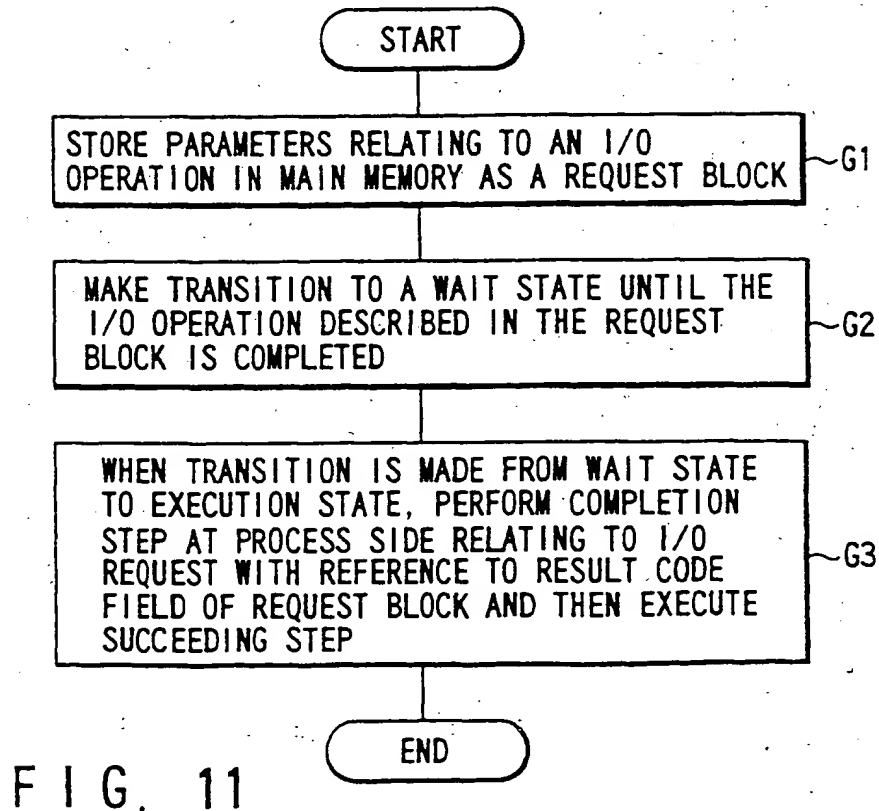 START
STORE PARAMETERS RELATING TO AN I/O
OPERATION IN MAIN MEMORY AS A REQUEST BLOCK
G1
MAKE TRANSITION TO A WAIT STATE UNTIL THE
I/O OPERATION DESCRIBED IN THE REQUEST
BLOCK IS COMPLETED
G2
WHEN TRANSITION IS MADE FROM WAIT STATE
TO EXECUTION STATE, PERFORM COMPLETION
STEP AT PROCESS SIDE RELATING TO I/O
REQUEST WITH REFERENCE TO RESULT CODE
FIELD OF REQUEST BLOCK AND THEN EXECUTE
SUCCEEDING STEP
G3
END
FIG. 11